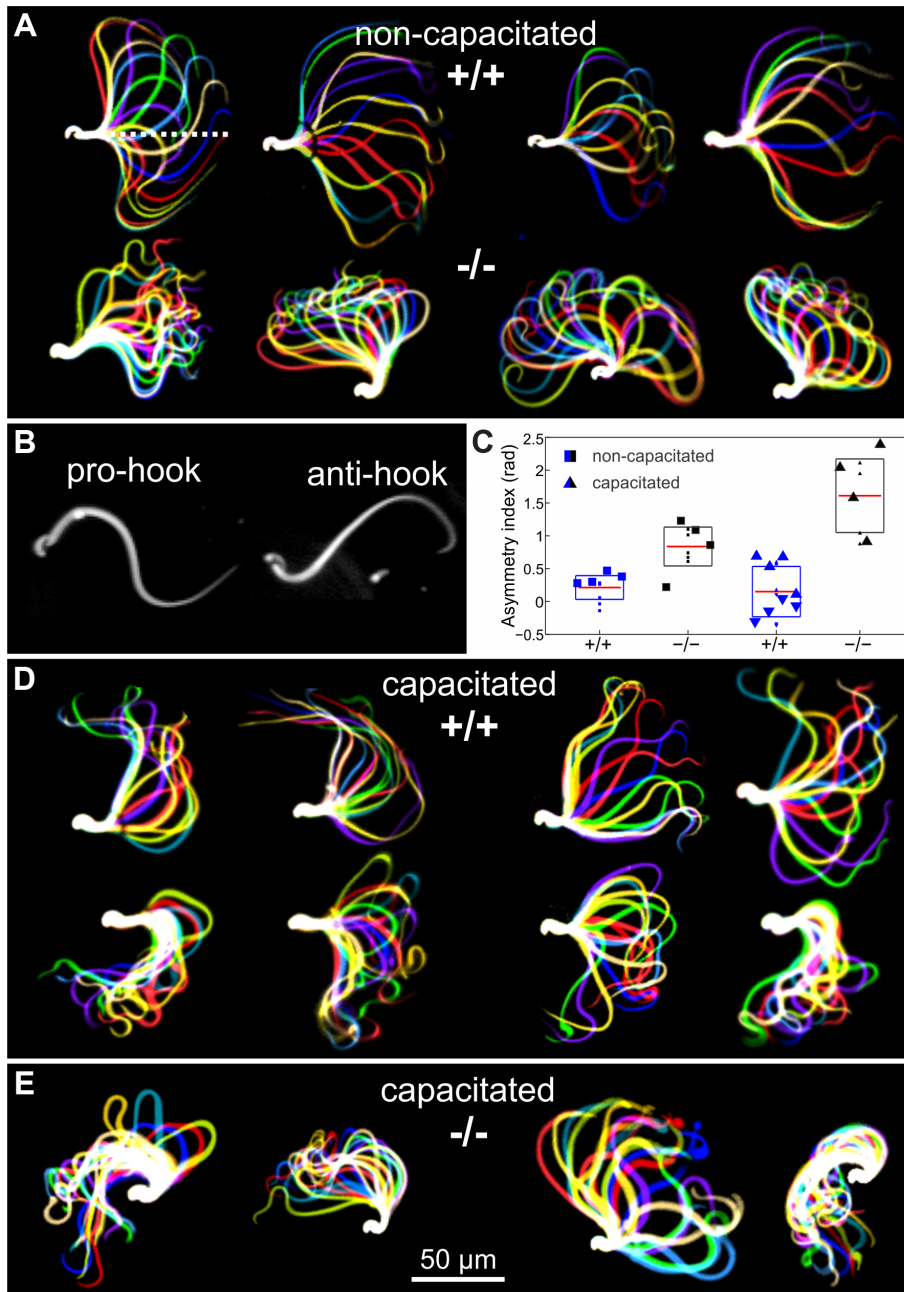 A
non-capacitated
+/+
-/-
B
pro-hook
anti-hook
C
Asymmetry index (rad)
2.5
2
1.5
1
0.5
0
−0.5
non-capacitated
capacitated
+/+
−/−
+/+
−/−
D
capacitated
+/+
E
capacitated
-/-
50 µm